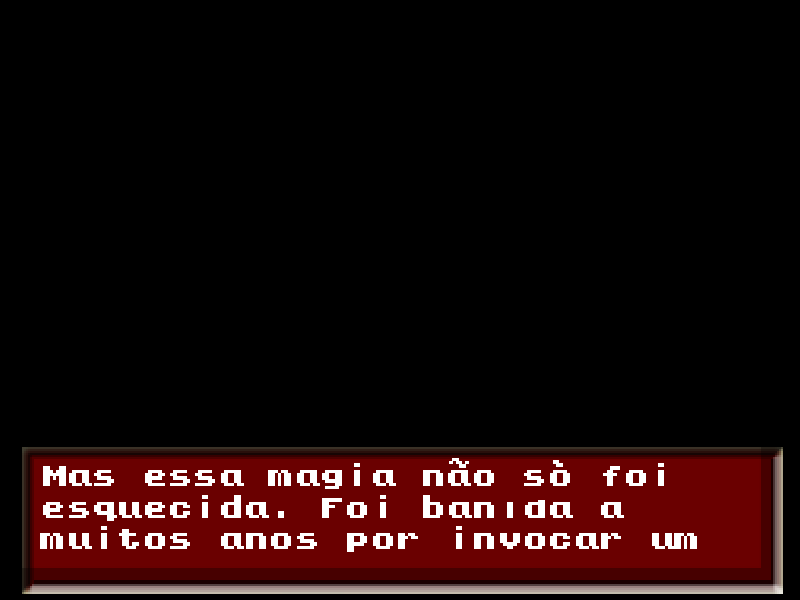 Mas essa magia não sò foi
esquecida. Foi banida a
muitos anos por invocar um